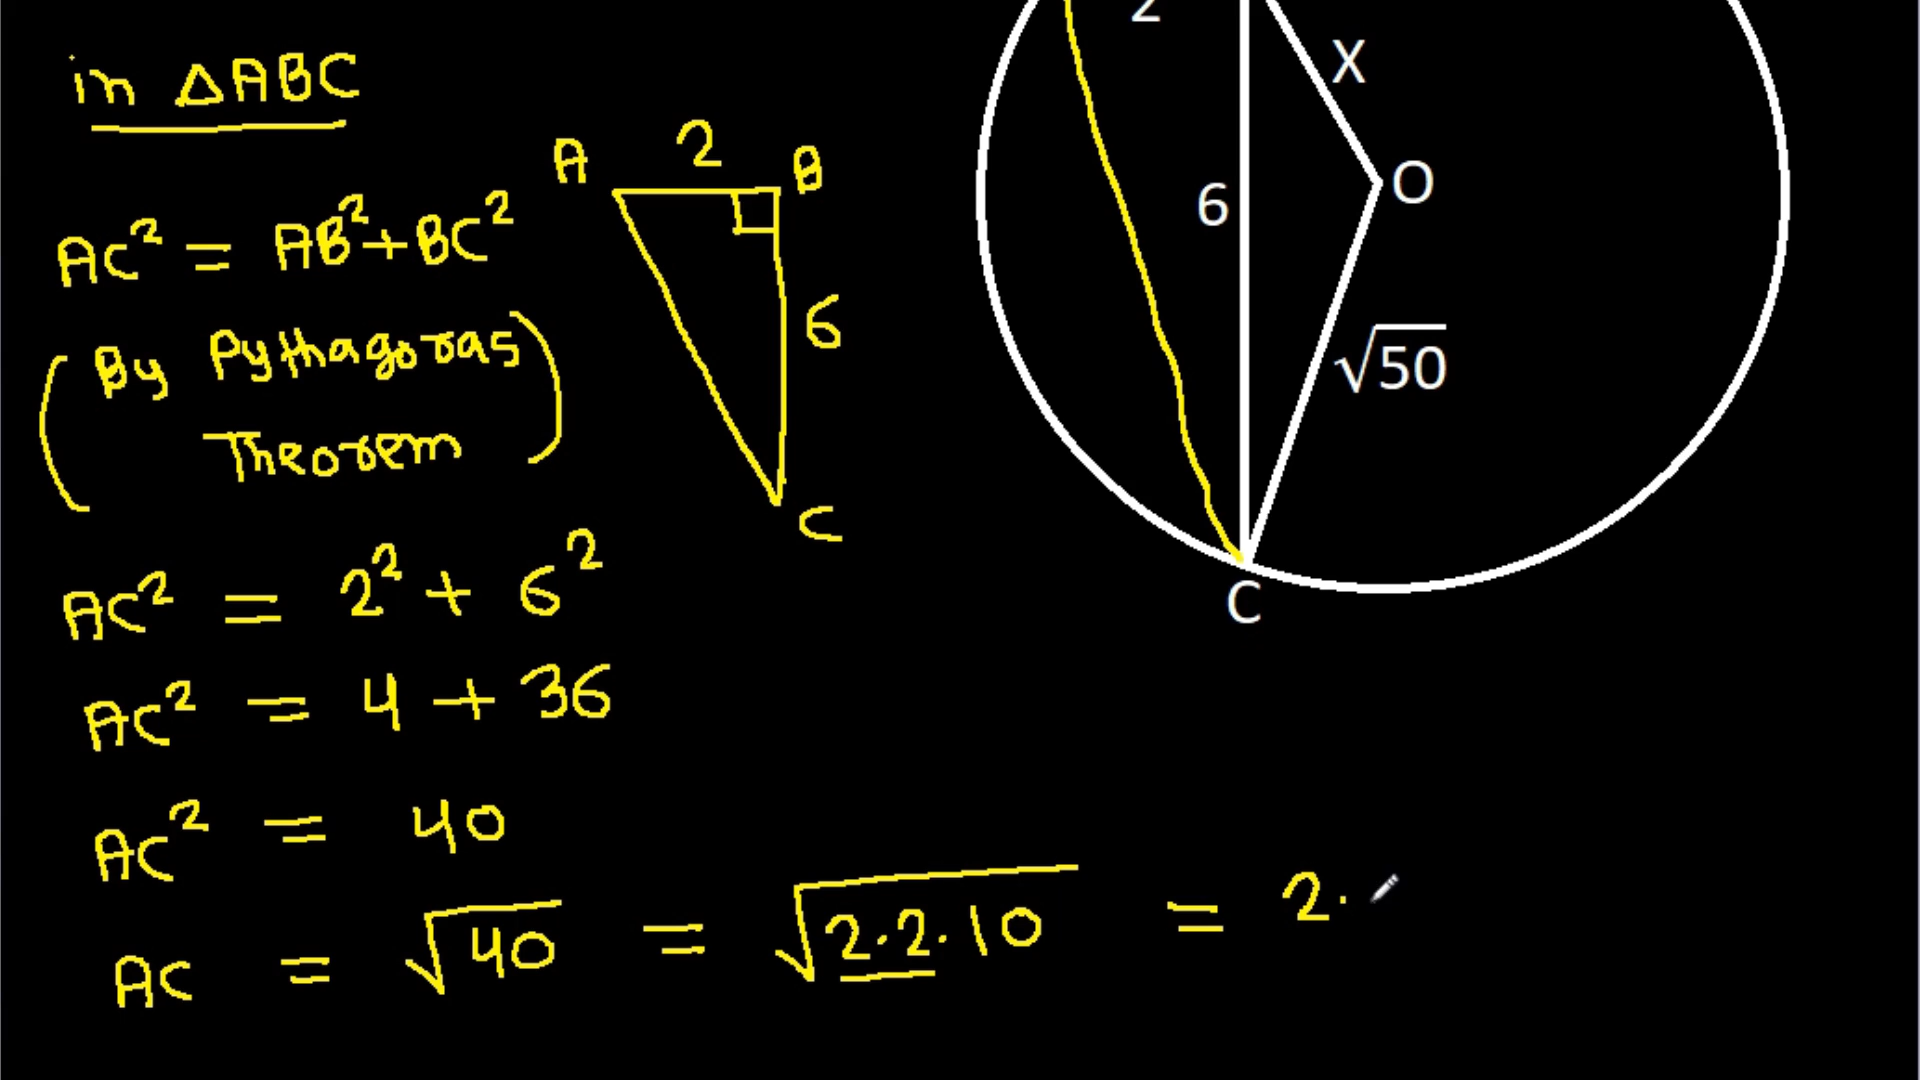 in △ABC
A 2 B
AC² = AB² + BC²
6
C
(By Pythagoras
Theorem)
AC² = 2² + 6²
AC² = 4 + 36
AC² = 40
AC = √40 = √2·2·10 = 2·
2
X
O
6
√50
C